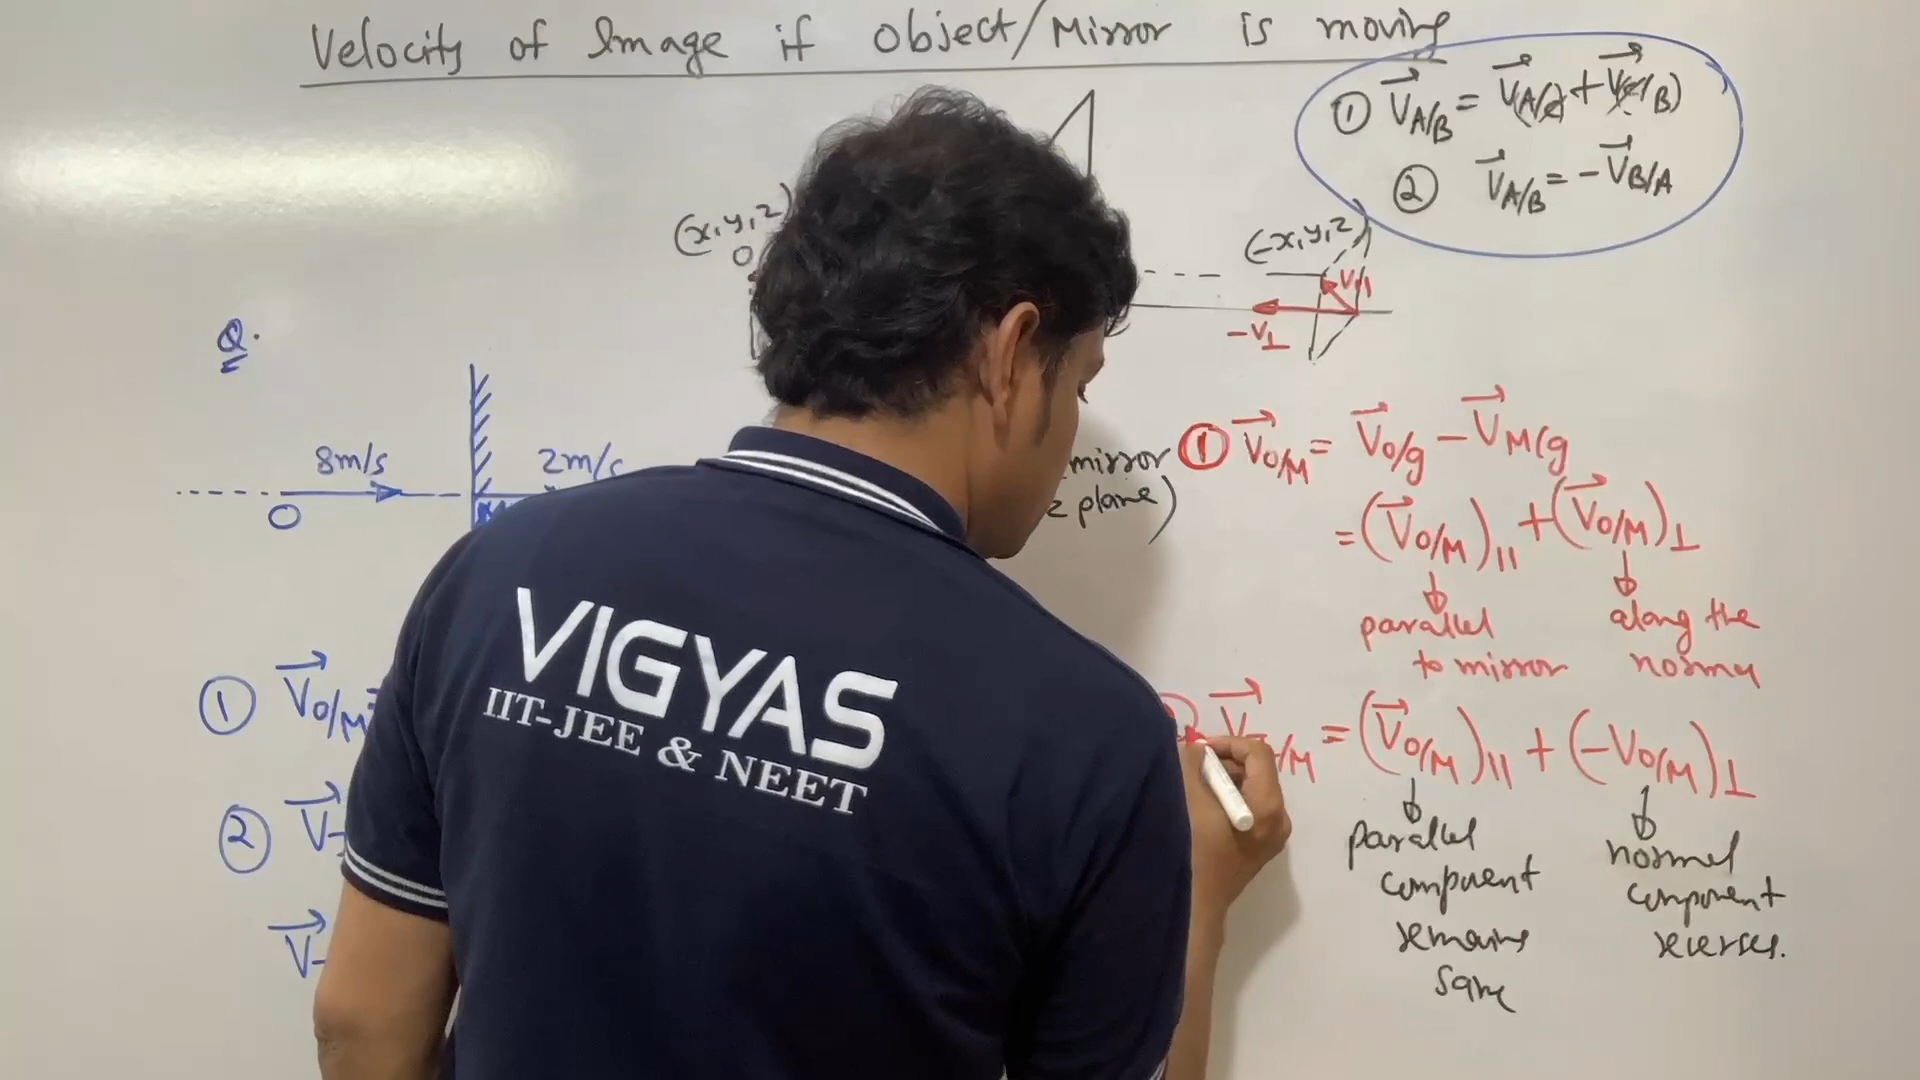 Velocity of Image if Object/Mirror is moving
① V⃗A/B = V⃗(A/C) + V⃗(C/B)
② V⃗A/B = -V⃗B/A
(x,y,z)
O
(-x,y,z)
V||
-V⊥
Q.
8m/s
2m/s
O
mirror
z plane)
① V⃗O/M = V⃗O/g - V⃗M/g
= (V⃗O/M)|| + (V⃗O/M)⊥
parallel
to mirror
along the
① V⃗O/M =
② V⃗
V⃗
/M = (V⃗O/M)|| + (-VO/M)⊥
parallel
component
remains
same
normal
component
reverses.
VIGYAS
IIT-JEE & NEET